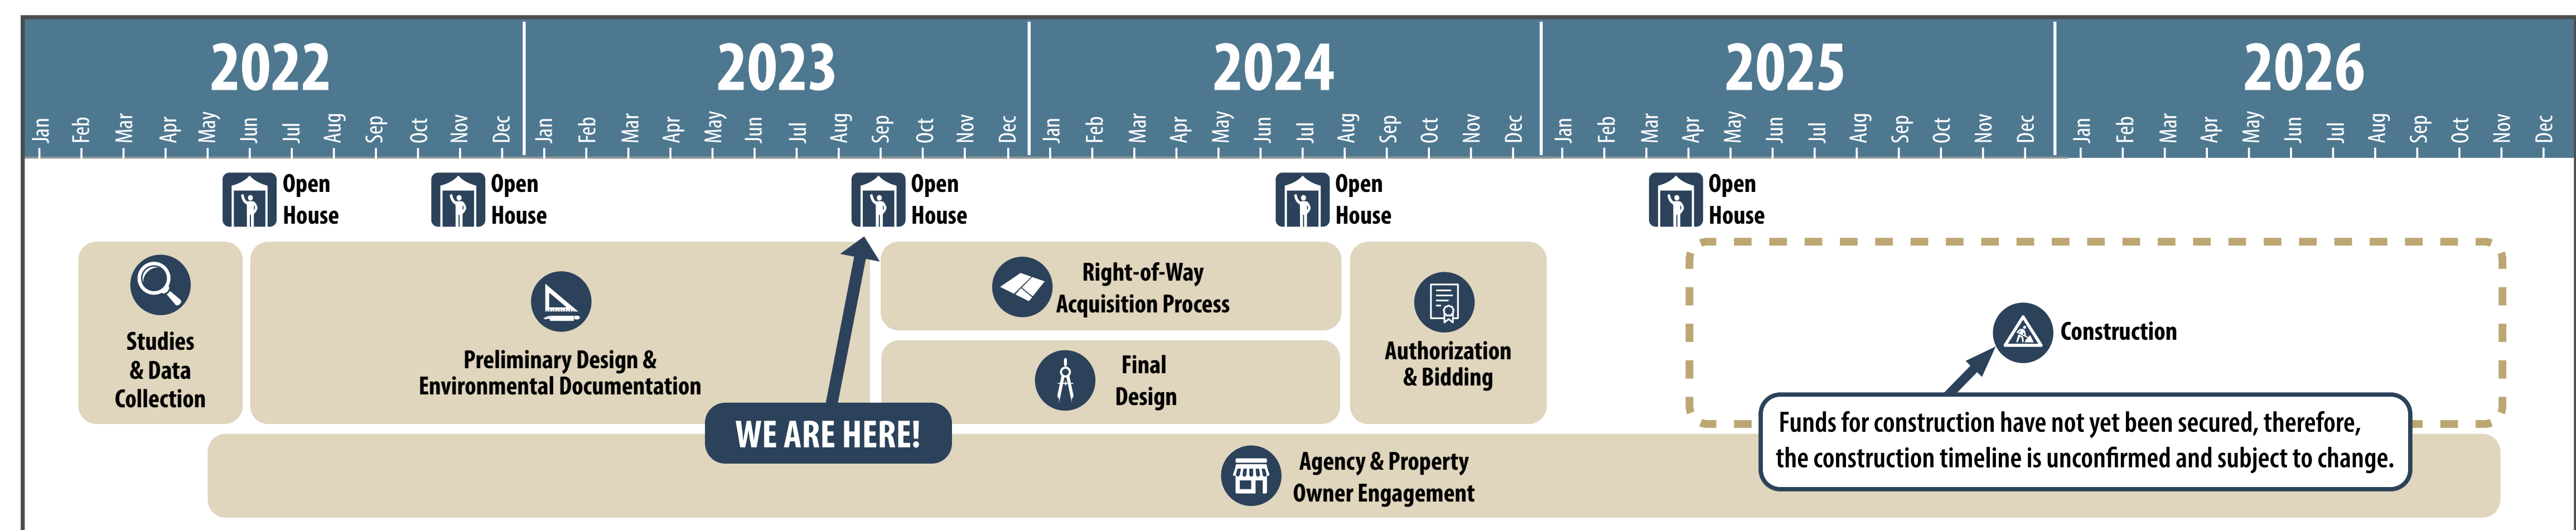 2022 2023 2024 2025 2026
Jan Feb Mar Apr May Jun Jul Aug Sep Oct Nov Dec Jan Feb Mar Apr May Jun Jul Aug Sep Oct Nov Dec Jan Feb Mar Apr May Jun Jul Aug Sep Oct Nov Dec Jan Feb Mar Apr May Jun Jul Aug Sep Oct Nov Dec Jan Feb Mar Apr May Jun Jul Aug Sep Oct Nov Dec
Open
House
Open
House
Open
House
Open
House
Open
House
Studies
& Data
Collection
Preliminary Design &
Environmental Documentation
Right-of-Way
Acquisition Process
Final
Design
Authorization
& Bidding
Construction
WE ARE HERE!
Funds for construction have not yet been secured, therefore,
the construction timeline is unconfirmed and subject to change.
Agency & Property
Owner Engagement